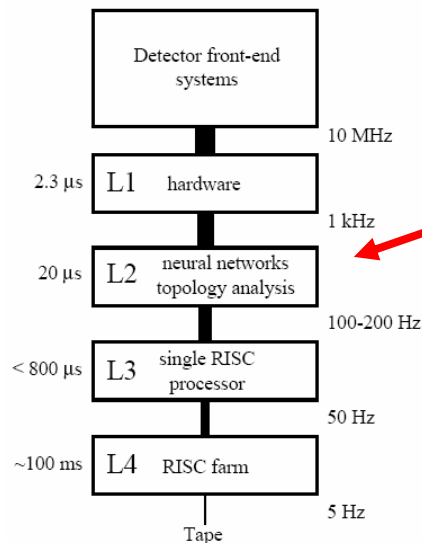 Detector front-end
systems
10 MHz
2.3 µs L1 hardware
1 kHz
20 µs L2 neural networks
topology analysis
100-200 Hz
< 800 µs L3 single RISC
processor
50 Hz
~100 ms L4 RISC farm
5 Hz
Tape